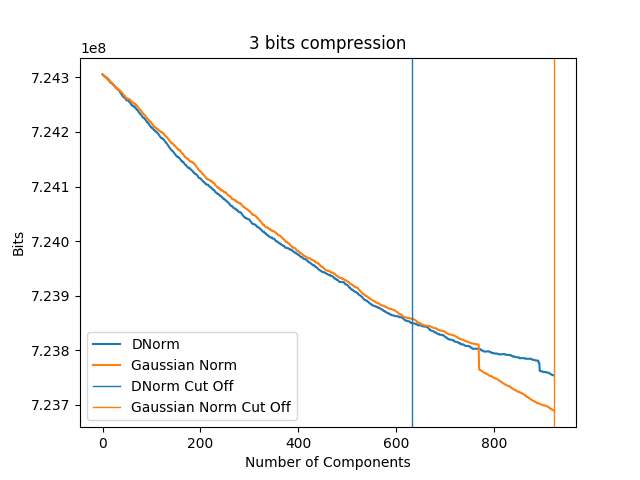 3 bits compression
1e8
7.243
7.242
7.241
7.240
7.239
7.238
7.237
Bits
DNorm
Gaussian Norm
DNorm Cut Off
Gaussian Norm Cut Off
0 200 400 600 800
Number of Components